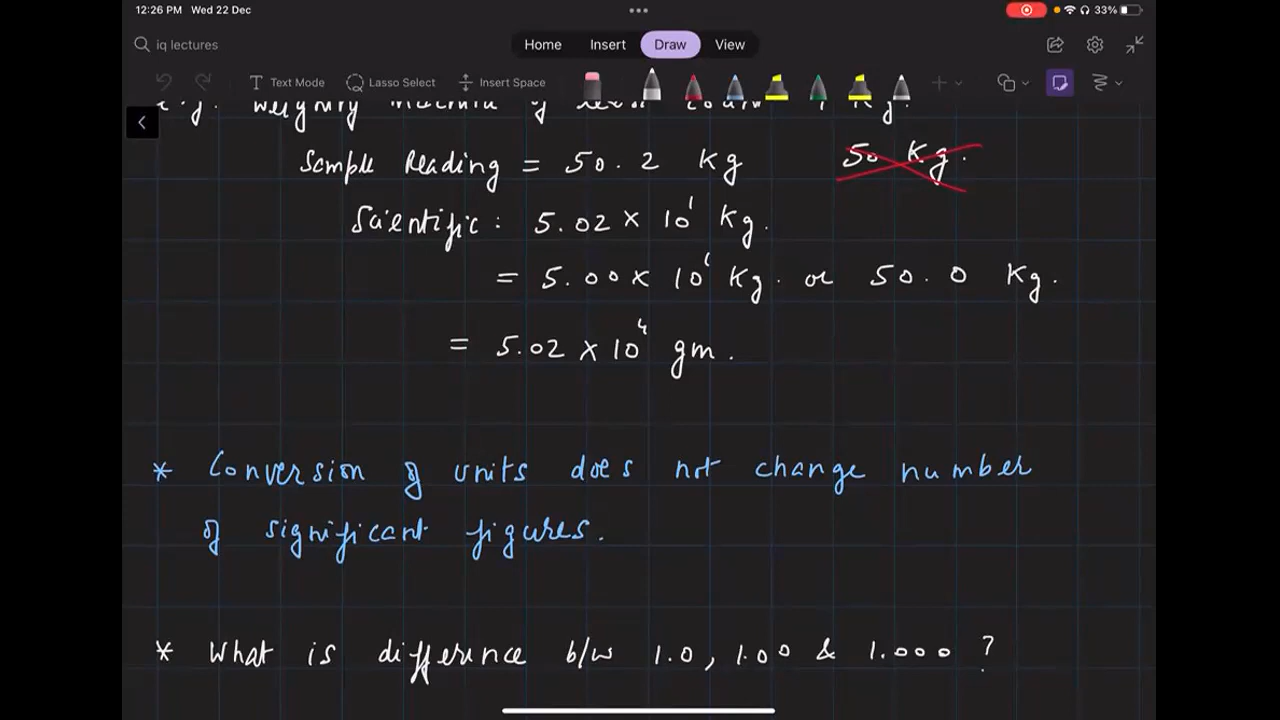 12:26 PM Wed 22 Dec
33%
iq lectures
Home Insert Draw View
Text Mode Lasso Select Insert Space
Kg
Sample Reading = 50.2 Kg 50 Kg.
Scientific: 5.02 × 10¹ Kg.
= 5.00 × 10¹ Kg. or 50.0 Kg.
= 5.02 × 10⁴ gm.
* Conversion of units does not change number
of significant figures.
* What is difference b/w 1.0, 1.00 & 1.000 ?